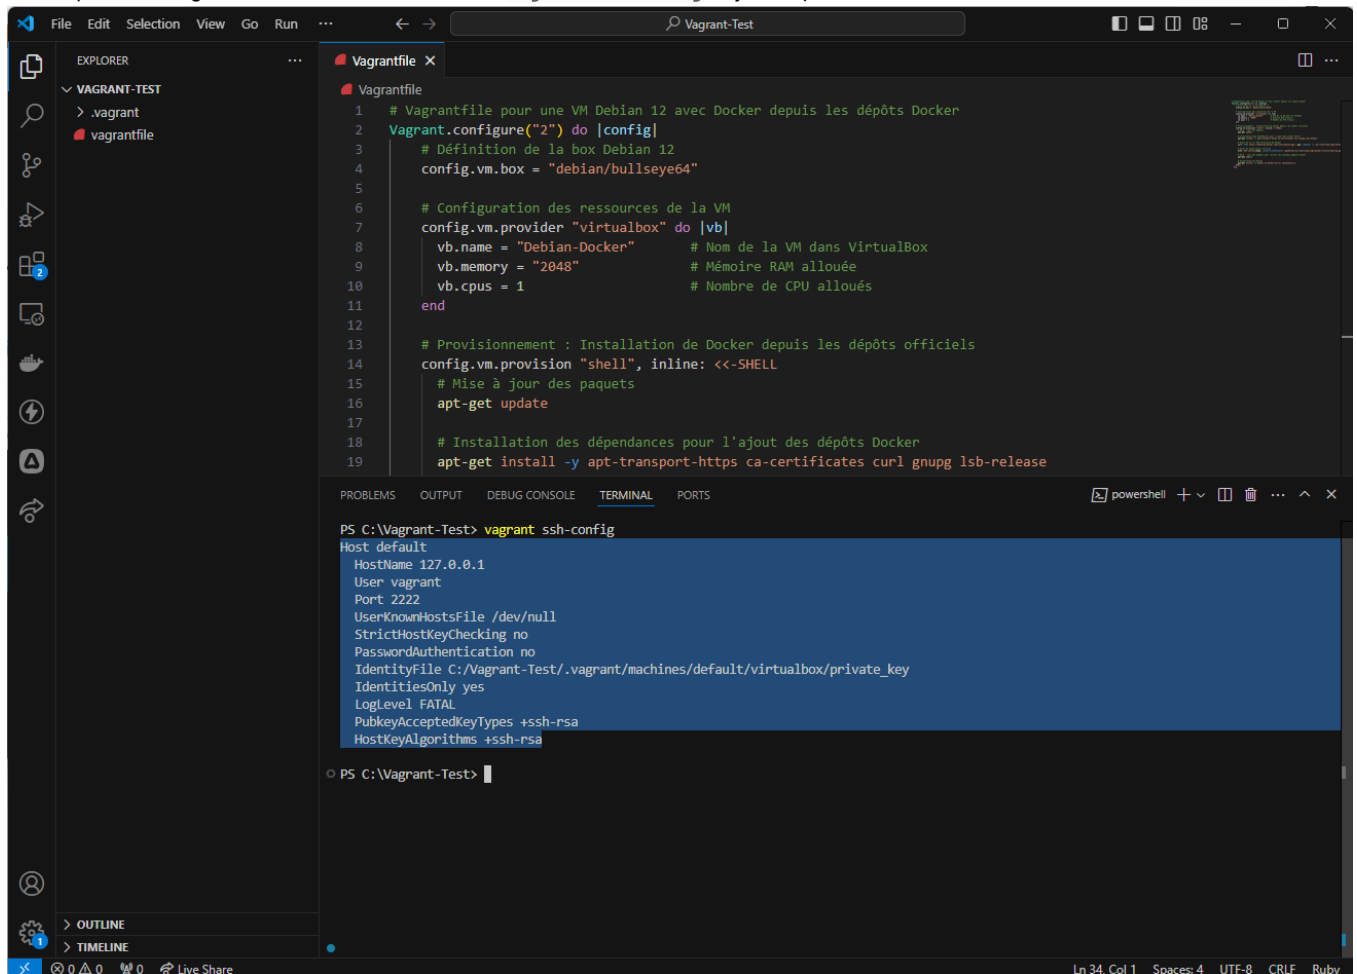 File Edit Selection View Go Run ··· Vagrant-Test
EXPLORER ···
VAGRANT-TEST
.vagrant
vagrantfile
2
Vagrantfile
Vagrantfile
1 # Vagrantfile pour une VM Debian 12 avec Docker depuis les dépôts Docker
2 Vagrant.configure("2") do |config|
3 # Définition de la box Debian 12
4 config.vm.box = "debian/bullseye64"
5
6 # Configuration des ressources de la VM
7 config.vm.provider "virtualbox" do |vb|
8 vb.name = "Debian-Docker" # Nom de la VM dans VirtualBox
9 vb.memory = "2048" # Mémoire RAM allouée
10 vb.cpus = 1 # Nombre de CPU alloués
11 end
12
13 # Provisionnement : Installation de Docker depuis les dépôts officiels
14 config.vm.provision "shell", inline: <<-SHELL
15 # Mise à jour des paquets
16 apt-get update
17
18 # Installation des dépendances pour l'ajout des dépôts Docker
19 apt-get install -y apt-transport-https ca-certificates curl gnupg lsb-release
PROBLEMS OUTPUT DEBUG CONSOLE TERMINAL PORTS powershell
PS C:\Vagrant-Test> vagrant ssh-config
Host default
HostName 127.0.0.1
User vagrant
Port 2222
UserKnownHostsFile /dev/null
StrictHostKeyChecking no
PasswordAuthentication no
IdentityFile C:/Vagrant-Test/.vagrant/machines/default/virtualbox/private_key
IdentitiesOnly yes
LogLevel FATAL
PubkeyAcceptedKeyTypes +ssh-rsa
HostKeyAlgorithms +ssh-rsa
PS C:\Vagrant-Test>
OUTLINE
1
TIMELINE
0 0 0 Live Share Ln 34, Col 1 Spaces: 4 UTF-8 CRLF Ruby